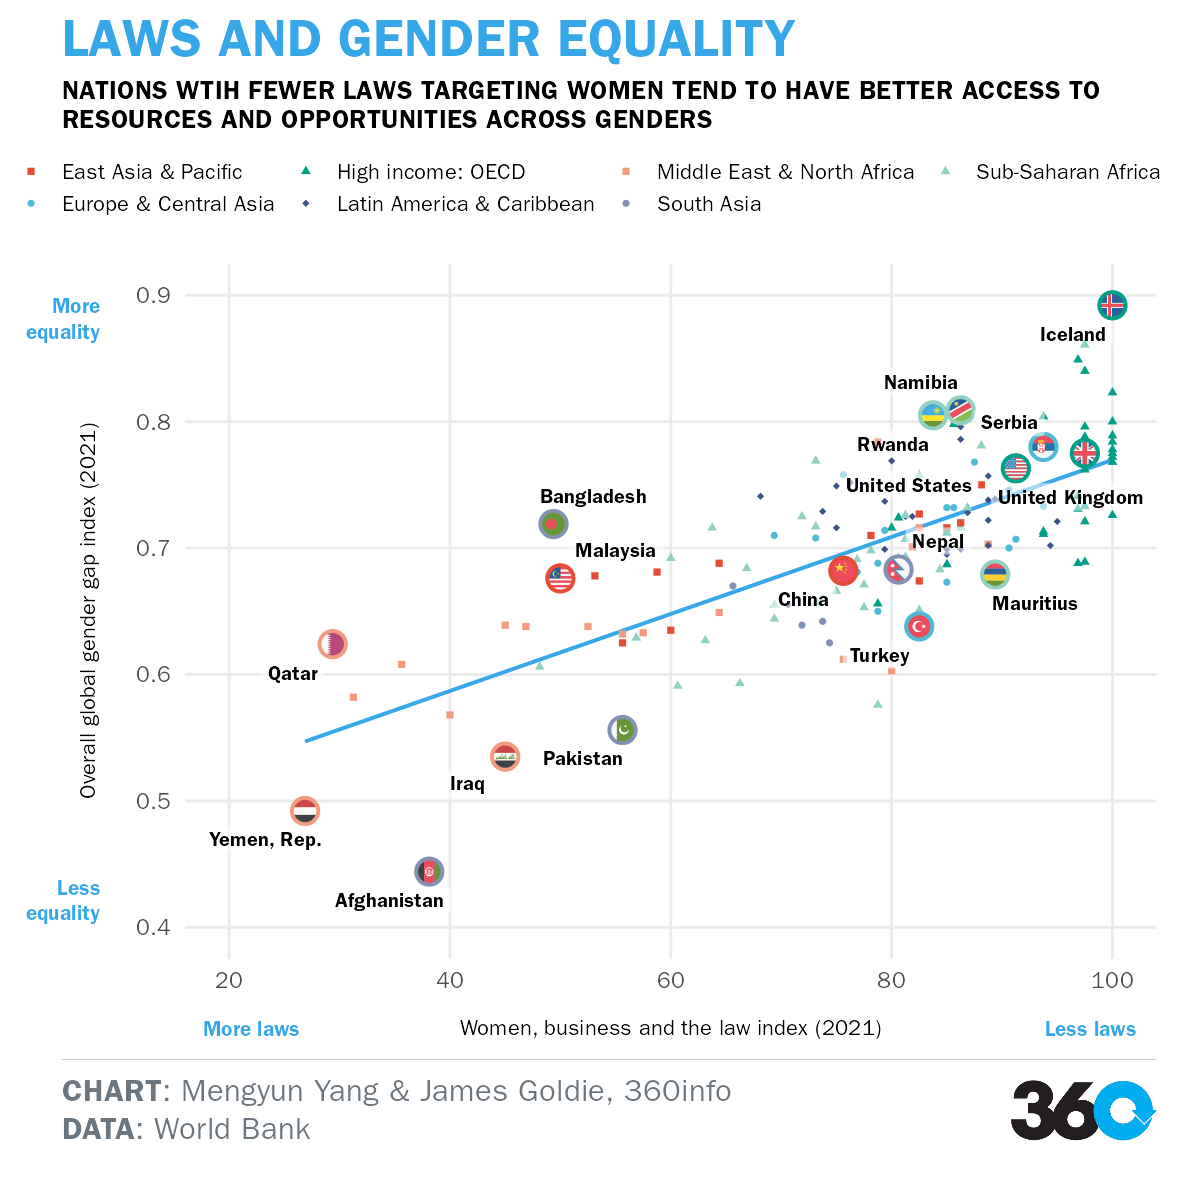 LAWS AND GENDER EQUALITY
NATIONS WTIH FEWER LAWS TARGETING WOMEN TEND TO HAVE BETTER ACCESS TO
RESOURCES AND OPPORTUNITIES ACROSS GENDERS
East Asia & Pacific
High income: OECD
Middle East & North Africa
Sub-Saharan Africa
Europe & Central Asia
Latin America & Caribbean
South Asia
More
equality
0.9
0.8
0.7
0.6
0.5
0.4
Less
equality
Overall global gender gap index (2021)
Iceland
Namibia
Serbia
Rwanda
United States
United Kingdom
Bangladesh
Malaysia
Nepal
China
Mauritius
Turkey
Qatar
Pakistan
Iraq
Yemen, Rep.
Afghanistan
20
40
60
80
100
More laws
Women, business and the law index (2021)
Less laws
CHART: Mengyun Yang & James Goldie, 360info
DATA: World Bank
360